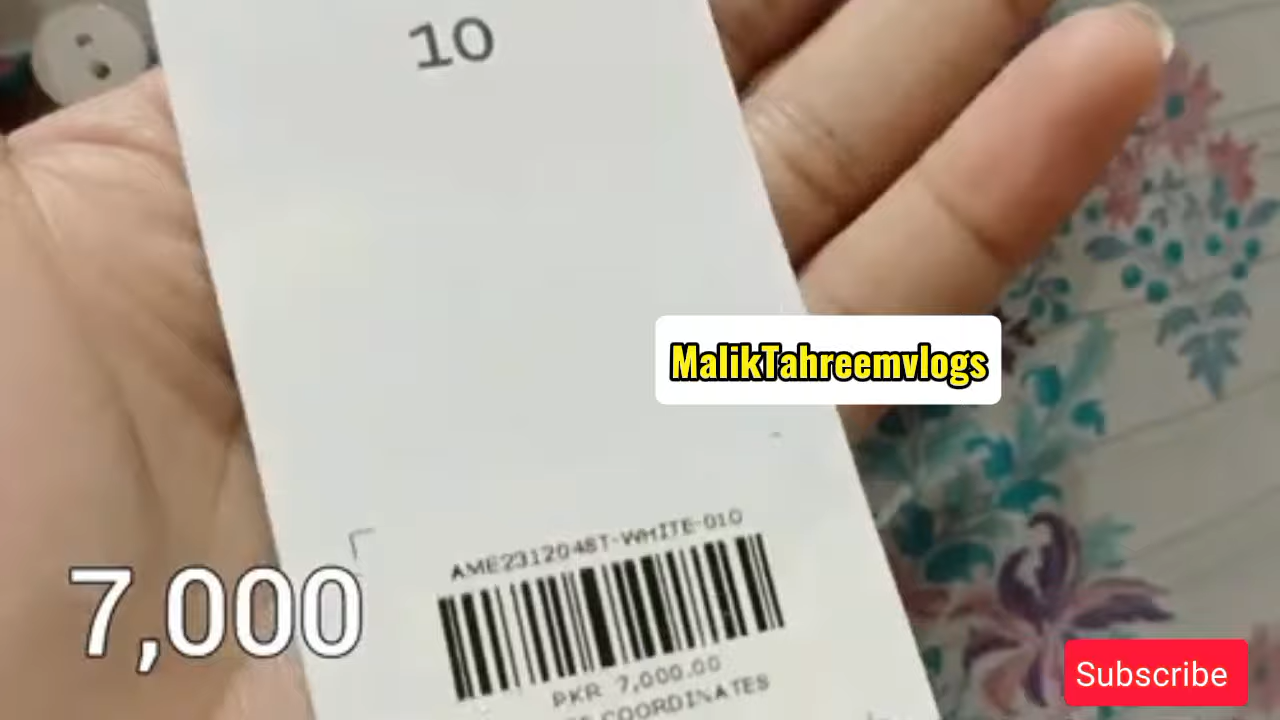 10
MalikTahreemvlogs
AME2312048T-WHITE-010
7,000
PKR 7,000.00
COORDINATES
Subscribe